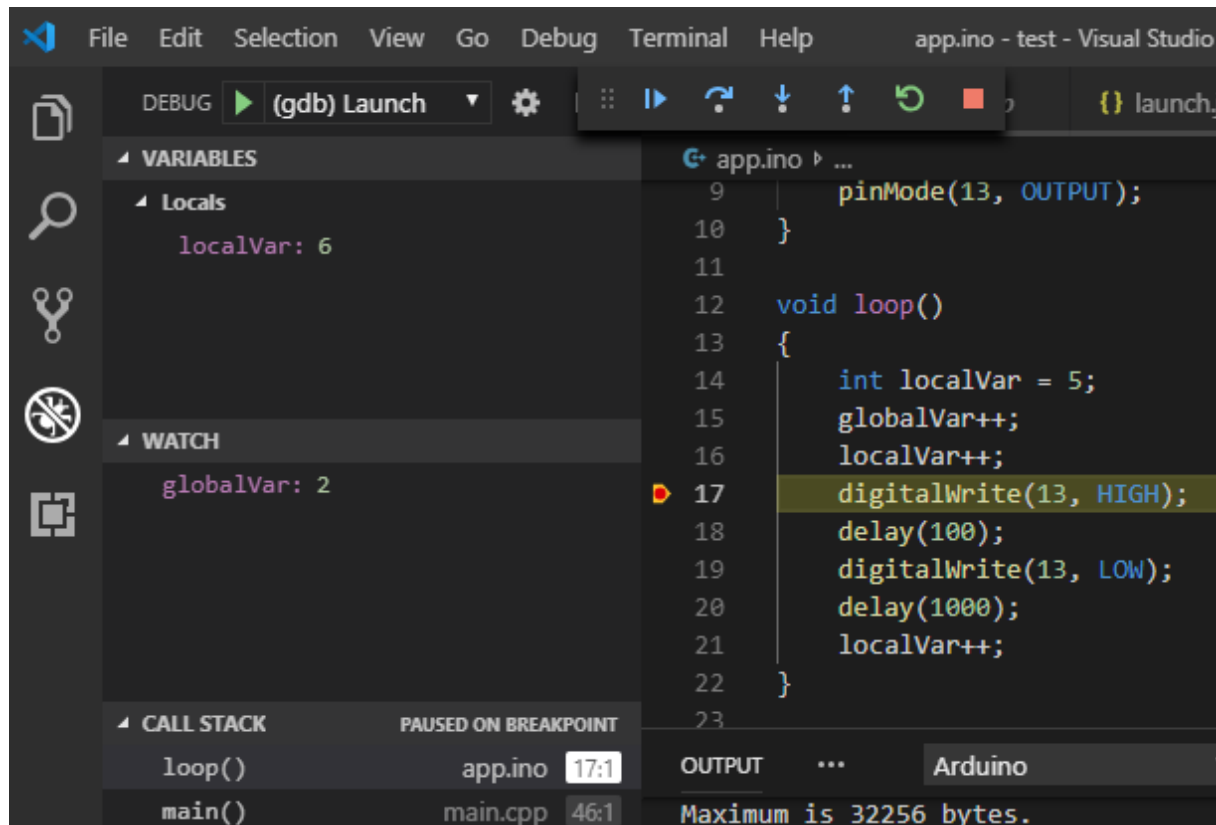 File Edit Selection View Go Debug Terminal Help app.ino - test - Visual Studio
DEBUG (gdb) Launch
{} launch.
VARIABLES
Locals
localVar: 6
WATCH
globalVar: 2
CALL STACK PAUSED ON BREAKPOINT
loop() app.ino 17:1
main() main.cpp 46:1
app.ino ...
9 pinMode(13, OUTPUT);
10 }
11
12 void loop()
13 {
14 int localVar = 5;
15 globalVar++;
16 localVar++;
17 digitalWrite(13, HIGH);
18 delay(100);
19 digitalWrite(13, LOW);
20 delay(1000);
21 localVar++;
22 }
23
OUTPUT ... Arduino
Maximum is 32256 bytes.